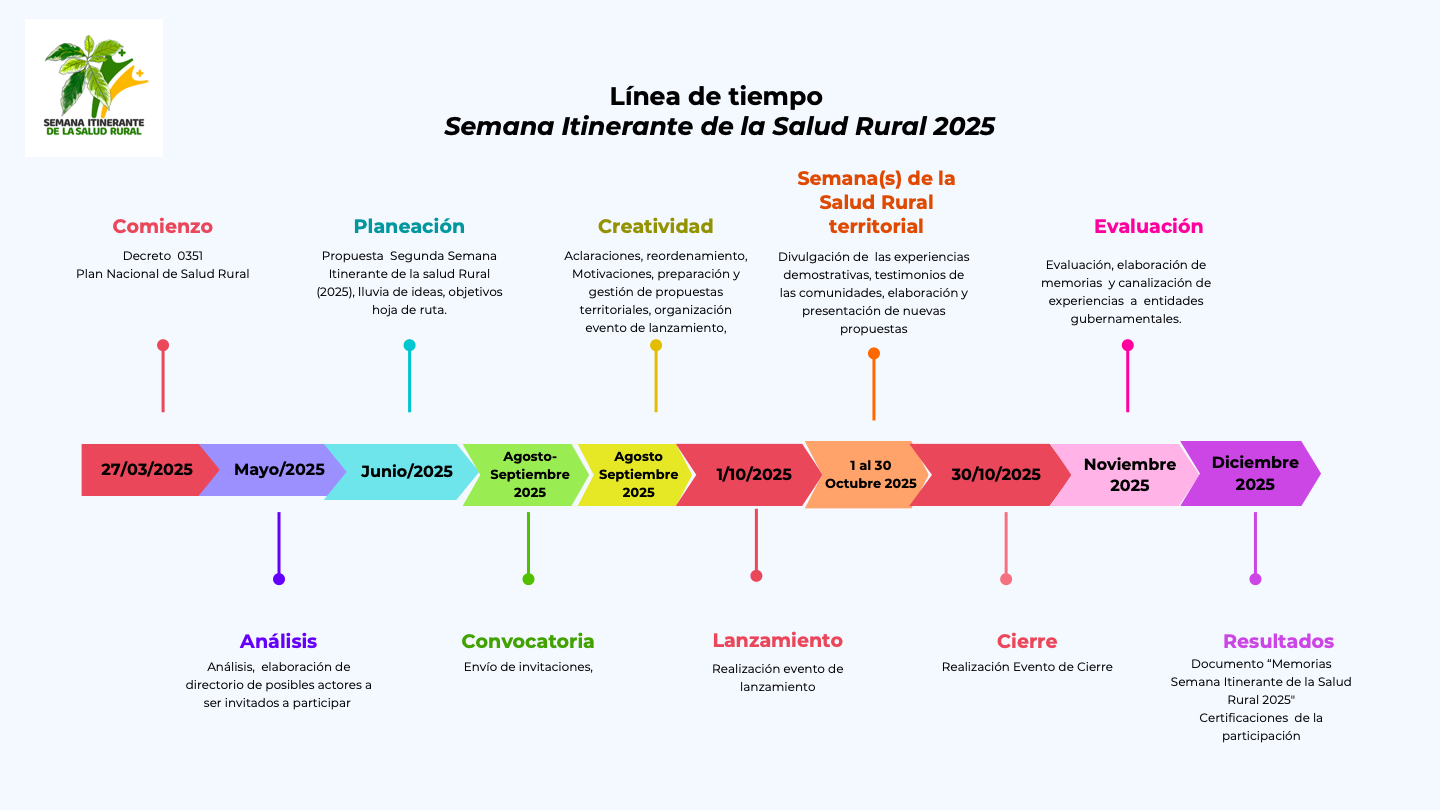 SEMANA ITINERANTE
DE LA SALUD RURAL
Línea de tiempo
Semana Itinerante de la Salud Rural 2025
Comienzo
Decreto 0351
Plan Nacional de Salud Rural
Planeación
Propuesta Segunda Semana
Itinerante de la salud Rural
(2025), lluvia de ideas, objetivos
hoja de ruta.
Creatividad
Aclaraciones, reordenamiento,
Motivaciones, preparación y
gestión de propuestas
territoriales, organización
evento de lanzamiento,
Semana(s) de la
Salud Rural
territorial
Divulgación de las experiencias
demostrativas, testimonios de
las comunidades, elaboración y
presentación de nuevas
propuestas
Evaluación
Evaluación, elaboración de
memorias y canalización de
experiencias a entidades
gubernamentales.
27/03/2025
Mayo/2025
Junio/2025
Agosto-
Septiembre
2025
Agosto
Septiembre
2025
1/10/2025
1 al 30
Octubre 2025
30/10/2025
Noviembre
2025
Diciembre
2025
Análisis
Análisis, elaboración de
directorio de posibles actores a
ser invitados a participar
Convocatoria
Envío de invitaciones,
Lanzamiento
Realización evento de
lanzamiento
Cierre
Realización Evento de Cierre
Resultados
Documento “Memorias
Semana Itinerante de la Salud
Rural 2025"
Certificaciones de la
participación